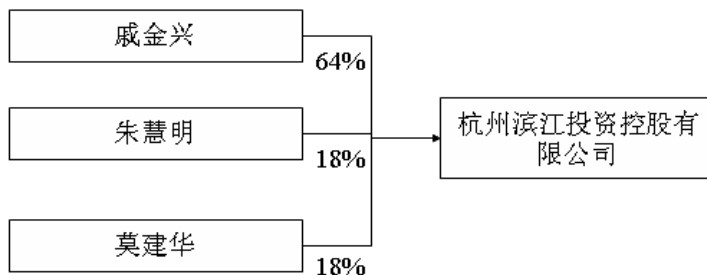 戚金兴
64%
朱慧明
18%
莫建华
18%
杭州滨江投资控股有
限公司